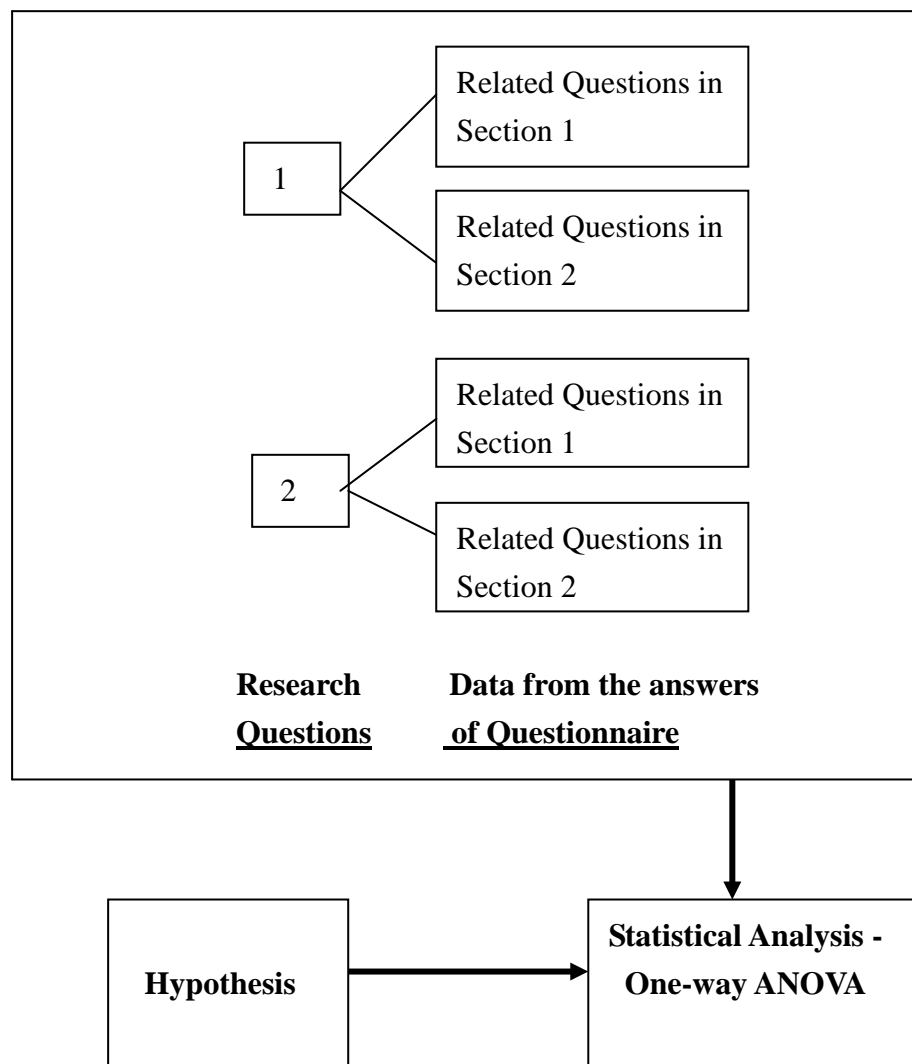 Related Questions in
Section 1
1
Related Questions in
Section 2
Related Questions in
Section 1
2
Related Questions in
Section 2
Research
Questions
Data from the answers
of Questionnaire
Hypothesis
Statistical Analysis -
One-way ANOVA